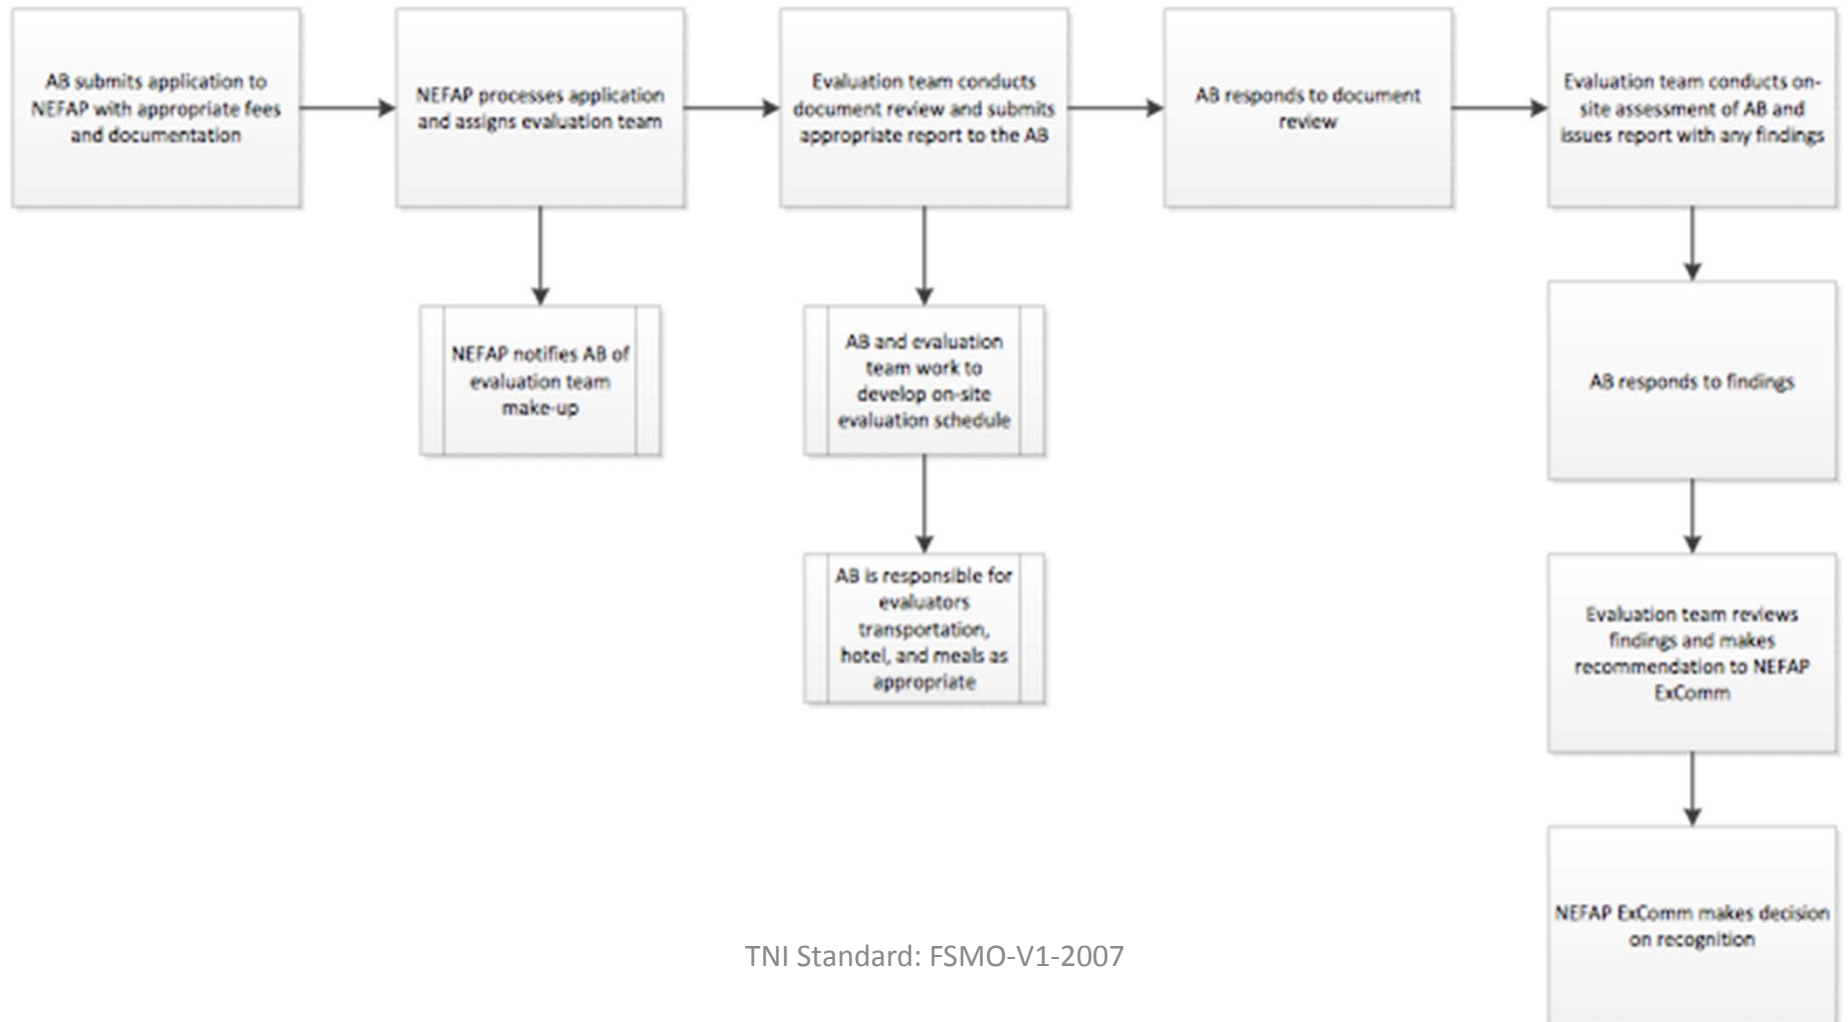 AB submits application to
NEFAP with appropriate fees
and documentation
NEFAP processes application
and assigns evaluation team
Evaluation team conducts
document review and submits
appropriate report to the AB
AB responds to document
review
Evaluation team conducts on-
site assessment of AB and
issues report with any findings
NEFAP notifies AB of
evaluation team
make-up
AB and evaluation
team work to
develop on-site
evaluation schedule
AB is responsible for
evaluators
transportation,
hotel, and meals as
appropriate
AB responds to findings
Evaluation team reviews
findings and makes
recommendation to NEFAP
ExComm
NEFAP ExComm makes decision
on recognition
TNI Standard: FSMO-V1-2007